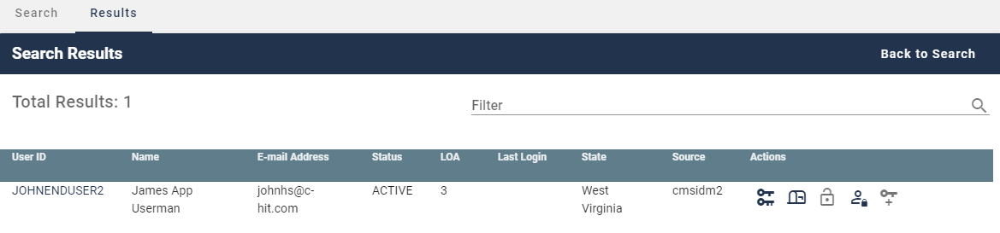 Search Results
Search Results Back to Search
Total Results: 1 Filter
User ID Name E-mail Address Status LOA Last Login State Source Actions
JOHNENDUSER2 James App johnhs@c- ACTIVE 3 West cmsidm2
Userman hit.com Virginia